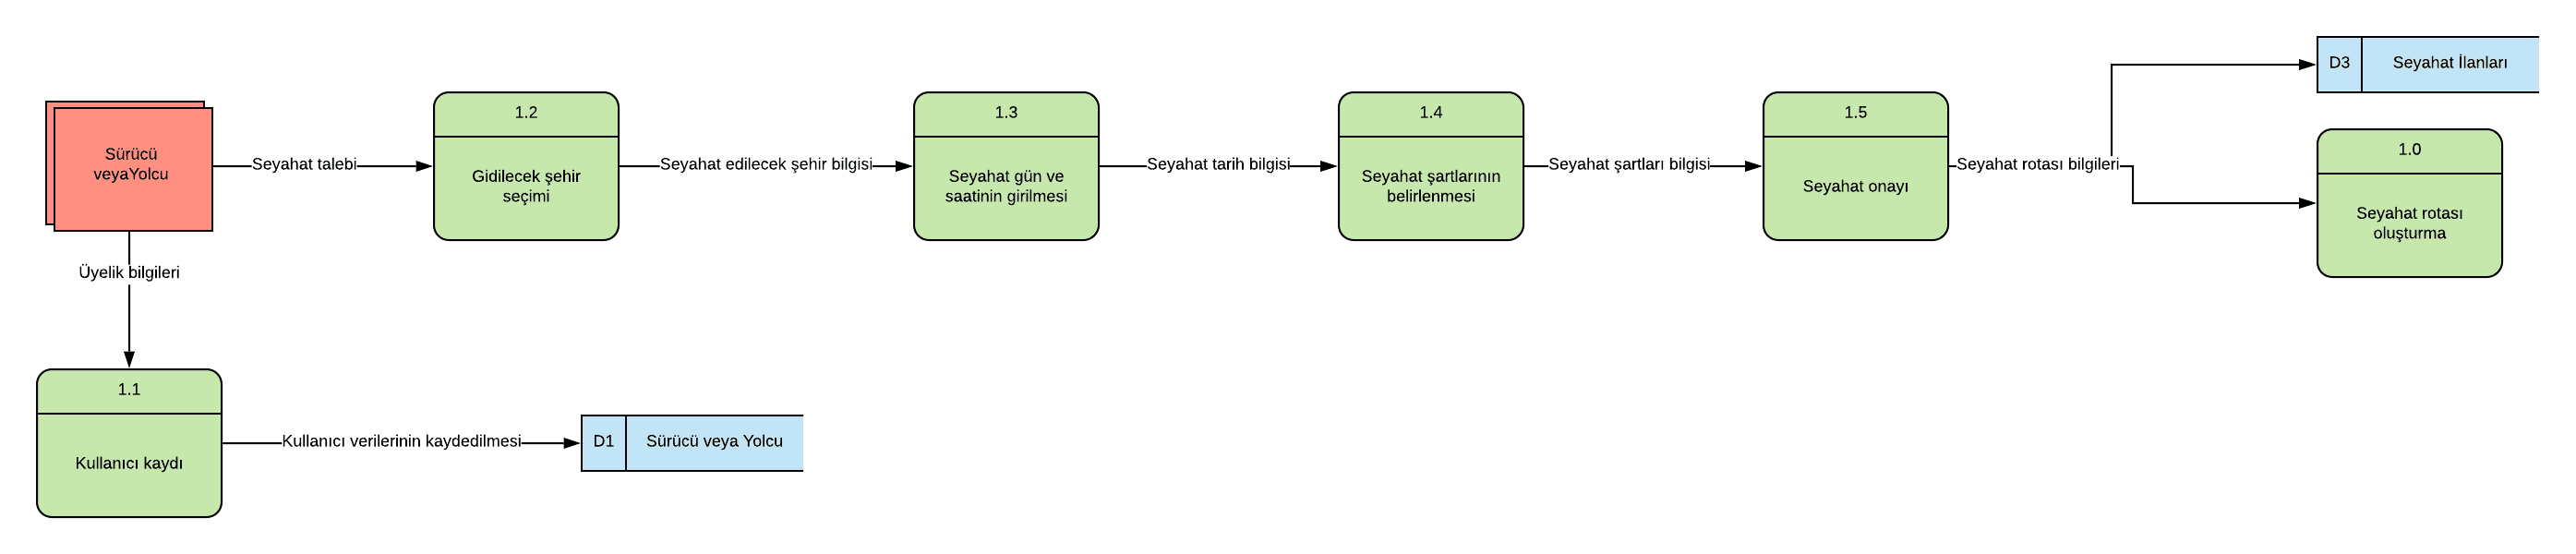 Sürücü
veyaYolcu
Seyahat talebi
1.2
Gidilecek şehir
seçimi
Seyahat edilecek şehir bilgisi
1.3
Seyahat gün ve
saatinin girilmesi
Seyahat tarih bilgisi
1.4
Seyahat şartlarının
belirlenmesi
Seyahat şartları bilgisi
1.5
Seyahat onayı
Seyahat rotası bilgileri
D3
Seyahat İlanları
1.0
Seyahat rotası
oluşturma
Üyelik bilgileri
1.1
Kullanıcı kaydı
Kullanıcı verilerinin kaydedilmesi
D1
Sürücü veya Yolcu